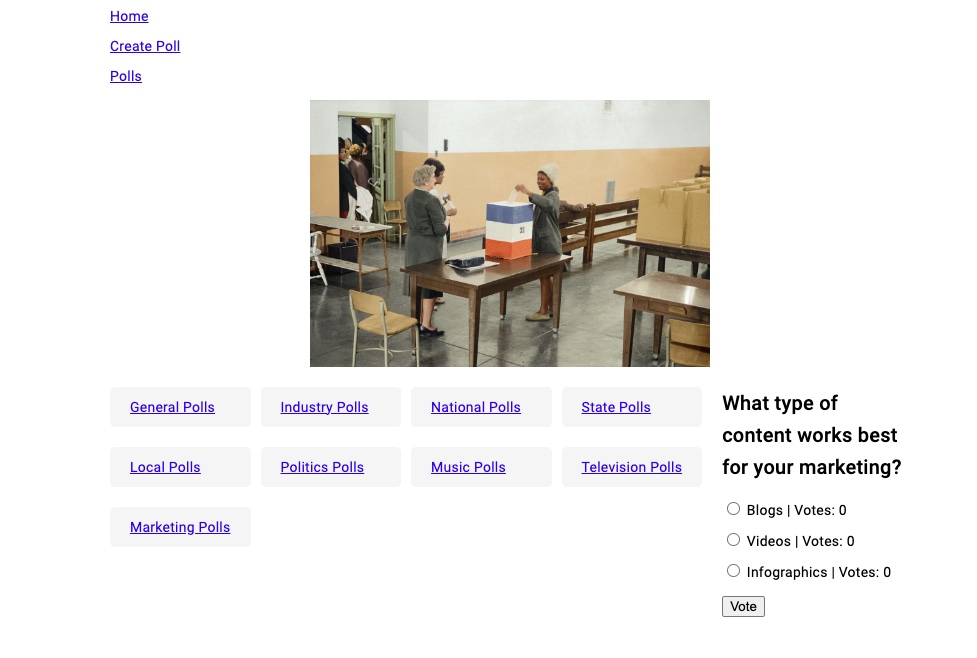 Home
Create Poll
Polls
General Polls
Industry Polls
National Polls
State Polls
Local Polls
Politics Polls
Music Polls
Television Polls
Marketing Polls
What type of
content works best
for your marketing?
Blogs | Votes: 0
Videos | Votes: 0
Infographics | Votes: 0
Vote